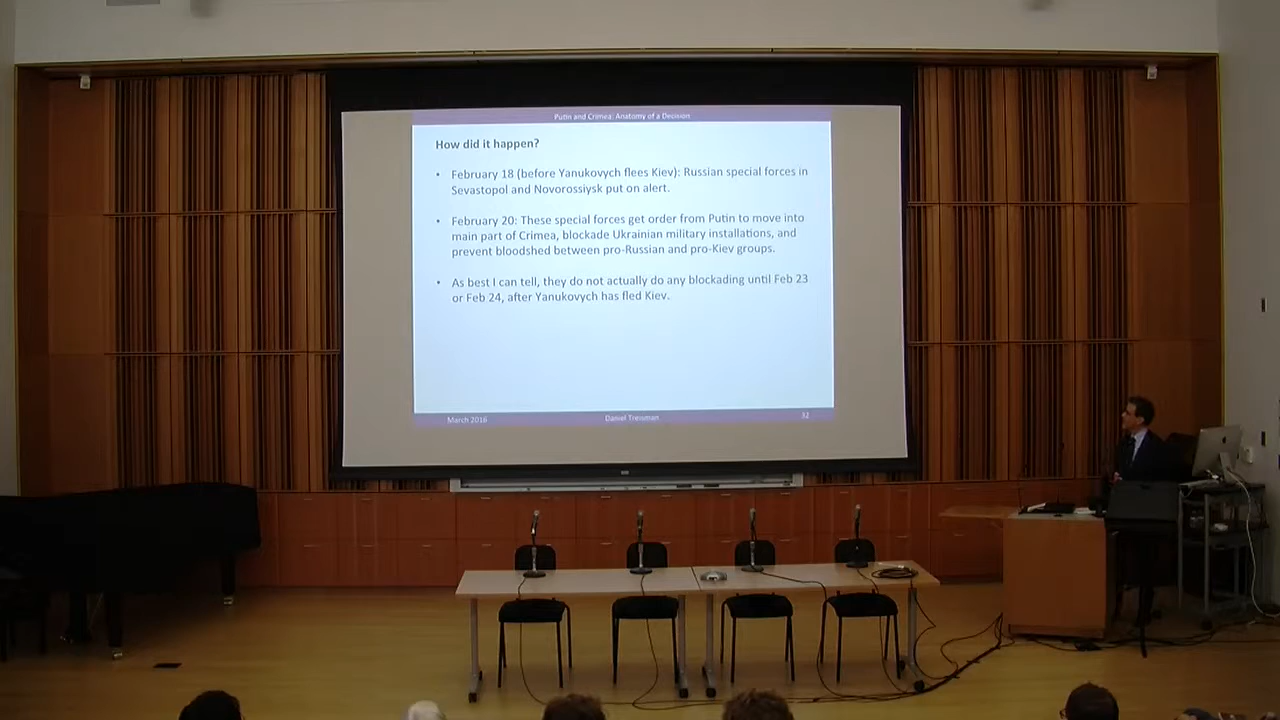 Putin and Crimea: Anatomy of a Decision
How did it happen?
• February 18 (before Yanukovych flees Kiev): Russian special forces in
Sevastopol and Novorossiysk put on alert.
• February 20: These special forces get order from Putin to move into
main part of Crimea, blockade Ukrainian military installations, and
prevent bloodshed between pro-Russian and pro-Kiev groups.
• As best I can tell, they do not actually do any blockading until Feb 23
or Feb 24, after Yanukovych has fled Kiev.
March 2016 Daniel Treisman 32